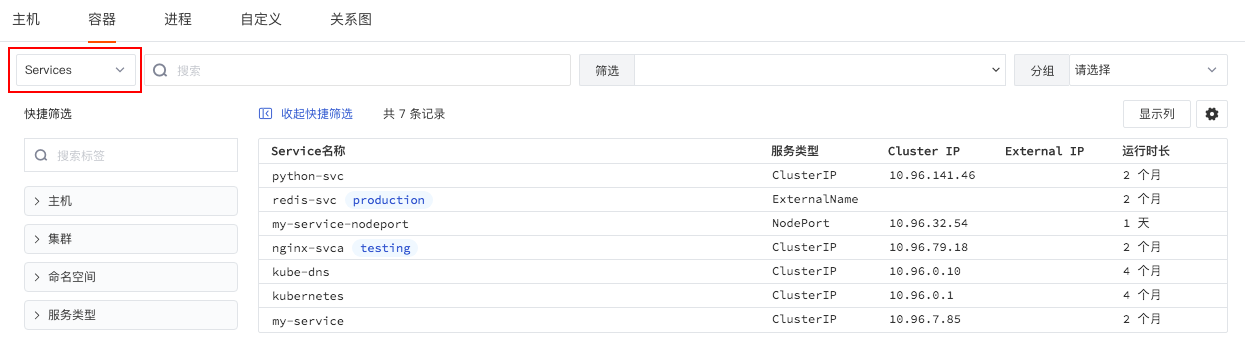 主机 容器 进程 自定义 关系图
Services 搜索 筛选 分组 请选择
快捷筛选 收起快捷筛选 共 7 条记录 显示列
搜索标签
主机
集群
命名空间
服务类型
Service名称 服务类型 Cluster IP External IP 运行时长
python-svc ClusterIP 10.96.141.46 2 个月
redis-svc production ExternalName 2 个月
my-service-nodeport NodePort 10.96.32.54 1 天
nginx-svca testing ClusterIP 10.96.79.18 2 个月
kube-dns ClusterIP 10.96.0.10 4 个月
kubernetes ClusterIP 10.96.0.1 4 个月
my-service ClusterIP 10.96.7.85 2 个月